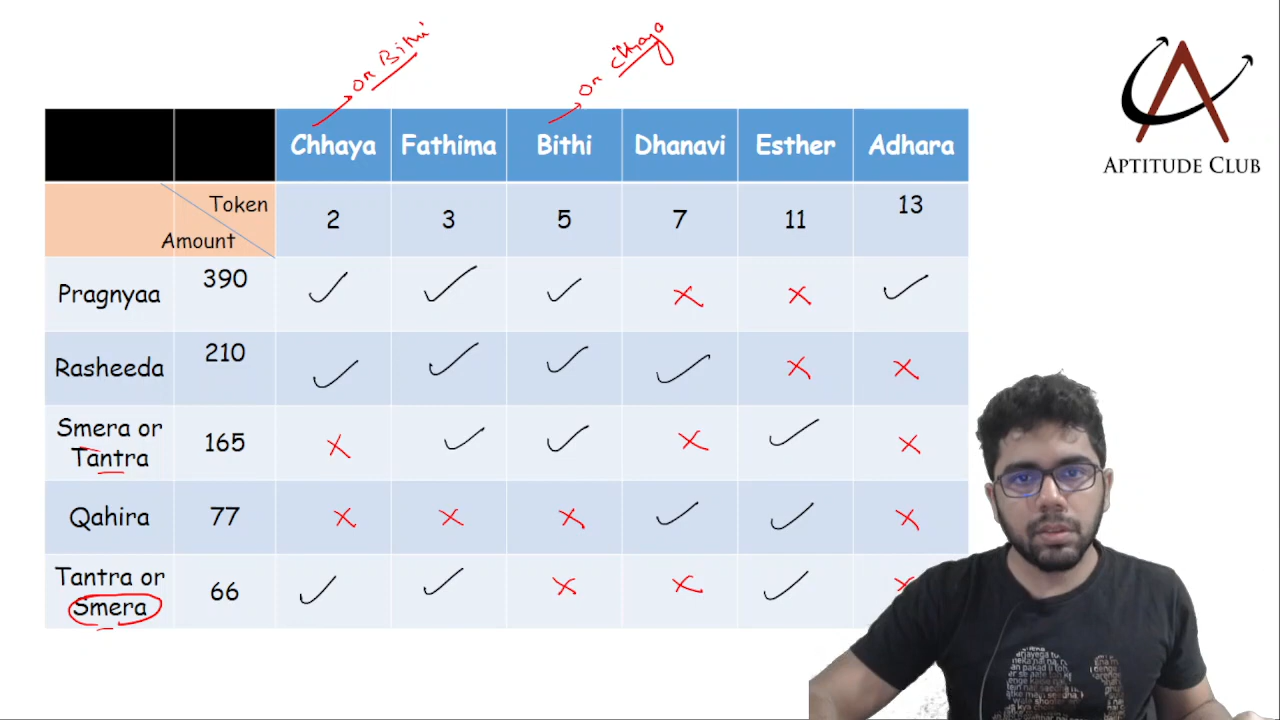 or Bithi
or Chhaya
APTITUDE CLUB
Chhaya Fathima Bithi Dhanavi Esther Adhara
Token
Amount
2 3 5 7 11 13
Pragnyaa 390
Rasheeda 210
Smera or
Tantra
165
Qahira 77
Tantra or
Smera
66